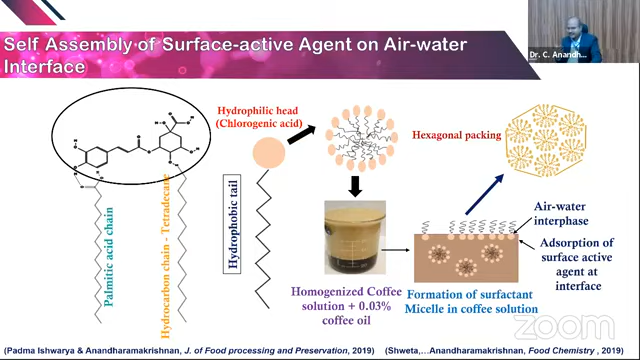 Self Assembly of Surface-active Agent on Air-water
Interface
Dr. C. Anandh...
Hydrophilic head
(Chlorogenic acid)
Hexagonal packing
Palmitic acid chain
Hydrocarbon chain - Tetradecane
Hydrophobic tail
Air-water
interphase
Adsorption of
surface active
agent at
interface
Homogenized Coffee
solution + 0.03%
coffee oil
Formation of surfactant
Micelle in coffee solution
zoom
(Padma Ishwarya & Anandharamakrishnan, J. of Food processing and Preservation, 2019)
(Shweta,…Anandharamakrishnan, Food Chemistry , 2019)